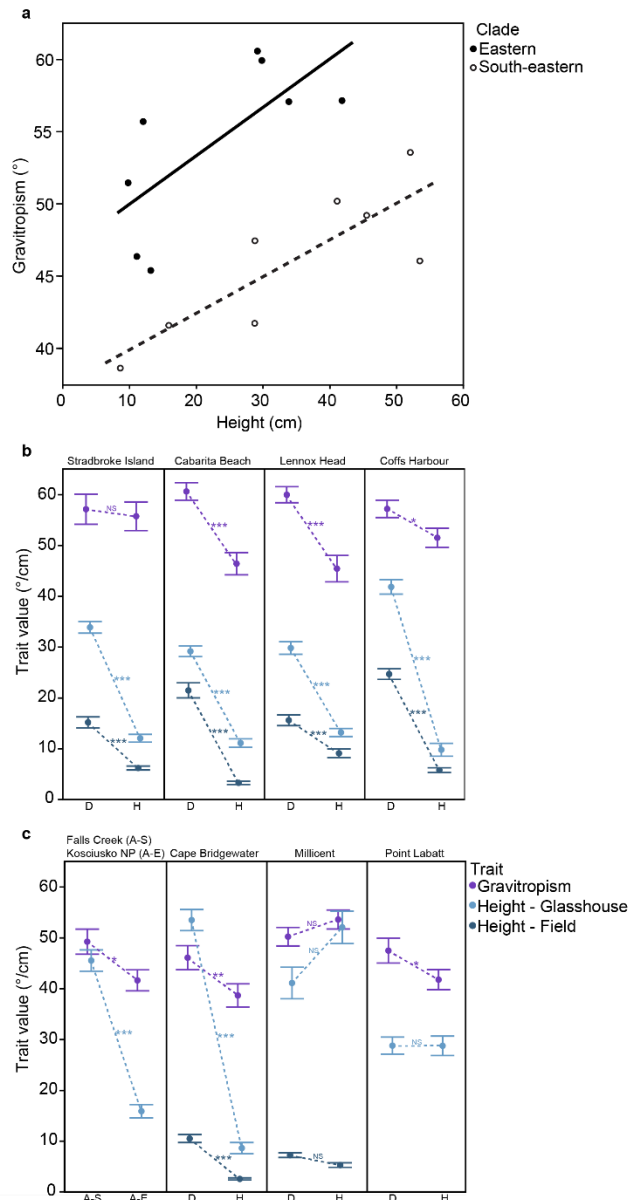 a
Clade
Eastern
South-eastern
60
55
50
45
40
Gravitropism (°)
0 10 20 30 40 50 60
Height (cm)
b
Stradbroke Island Cabarita Beach Lennox Head Coffs Harbour
60
50
40
30
20
10
0
Trait value (°/cm)
NS *** *** *
*** *** *** ***
*** *** *** ***
D H D H D H D H
c
Falls Creek (A-S)
Kosciusko NP (A-E) Cape Bridgewater Millicent Point Labatt
Trait
Gravitropism
Height - Glasshouse
Height - Field
60
50
40
30
20
10
0
Trait value (°/cm)
* ** NS *
*** *** NS NS
*** NS
A-S A-E D H D H D H